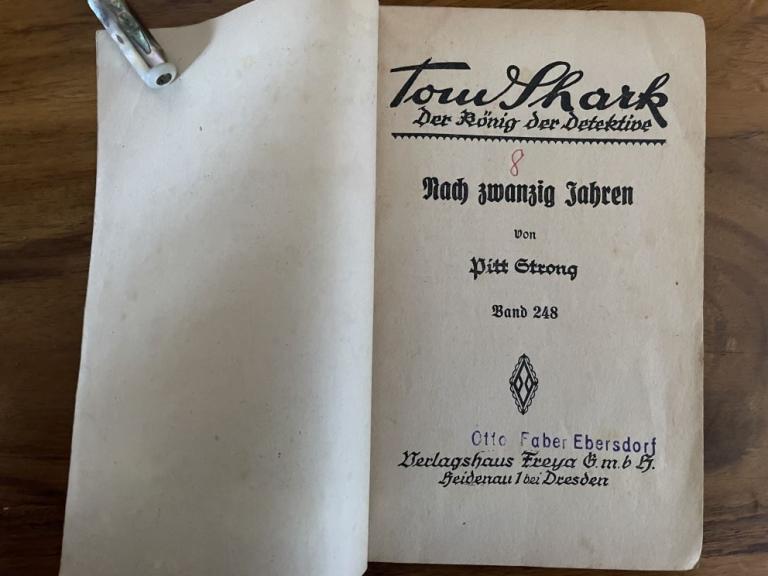 Tom Shark
Der König der Detektive
8
Nach zwanzig Jahren
von
Pitt Strong
Band 248
Otto Faber Ebersdorf
Verlagshaus Freya G.m.b H.
Heidenau 1 bei Dresden